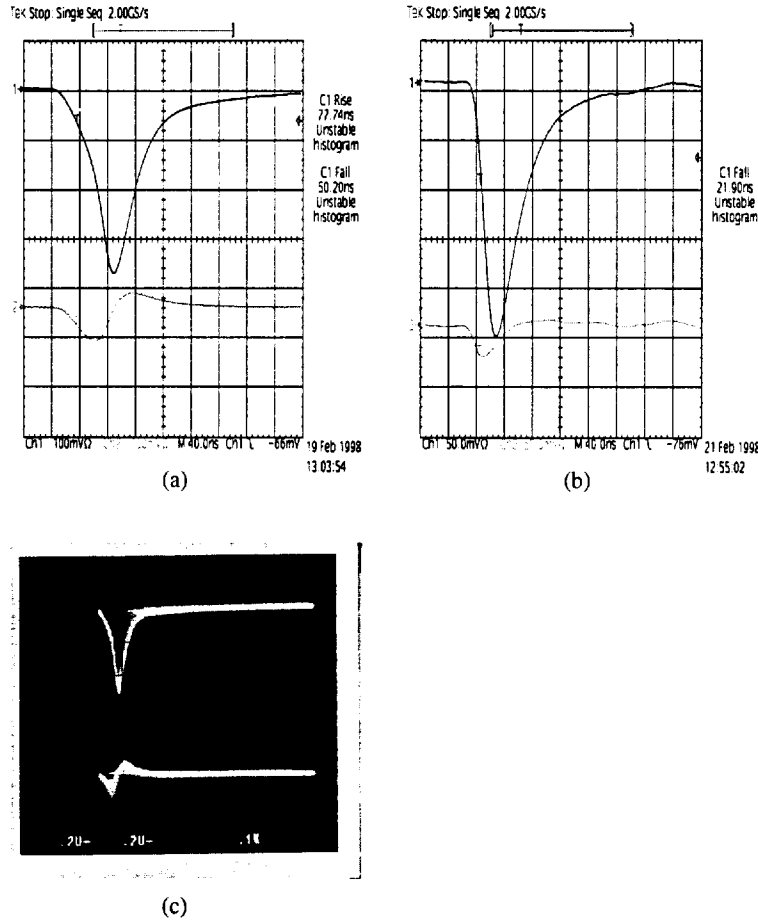 Tek Stop: Single Seq 2.00GS/s
1
C1 Rise
77.74ns
Unstable
histogram
C1 Fall
50.20ns
Unstable
histogram
2
Ch1 100mVΩ
M 40.0ns Ch1 -66mV
19 Feb 1998
13:03:54
(a)
Tek Stop: Single Seq 2.00GS/s
1
C1 Fall
21.90ns
Unstable
histogram
Ch1 50.0mVΩ
M 40.0ns Ch1 -76mV
21 Feb 1998
12:55:02
(b)
(c)